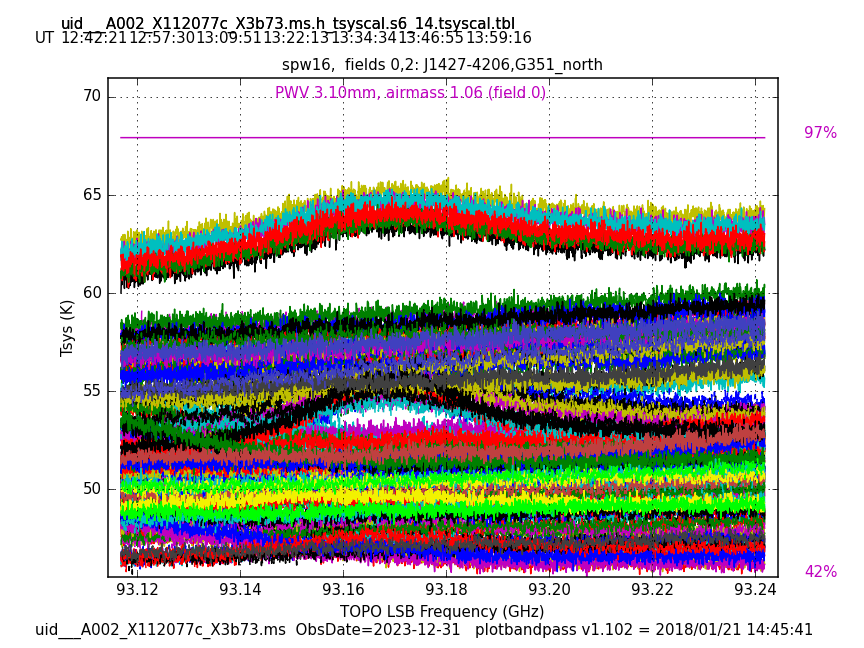 uid___A002_X112077c_X3b73.ms.h_tsyscal.s6_14.tsyscal.tbl
UT 12:42:21 12:57:30 13:09:51 13:22:13 13:34:34 13:46:55 13:59:16
spw16,  fields 0,2: J1427-4206,G351_north
PWV 3.10mm, airmass 1.06 (field 0)
70
97%
65
60
Tsys (K)
55
50
42%
93.12 93.14 93.16 93.18 93.20 93.22 93.24
TOPO LSB Frequency (GHz)
uid___A002_X112077c_X3b73.ms  ObsDate=2023-12-31   plotbandpass v1.102 = 2018/01/21 14:45:41